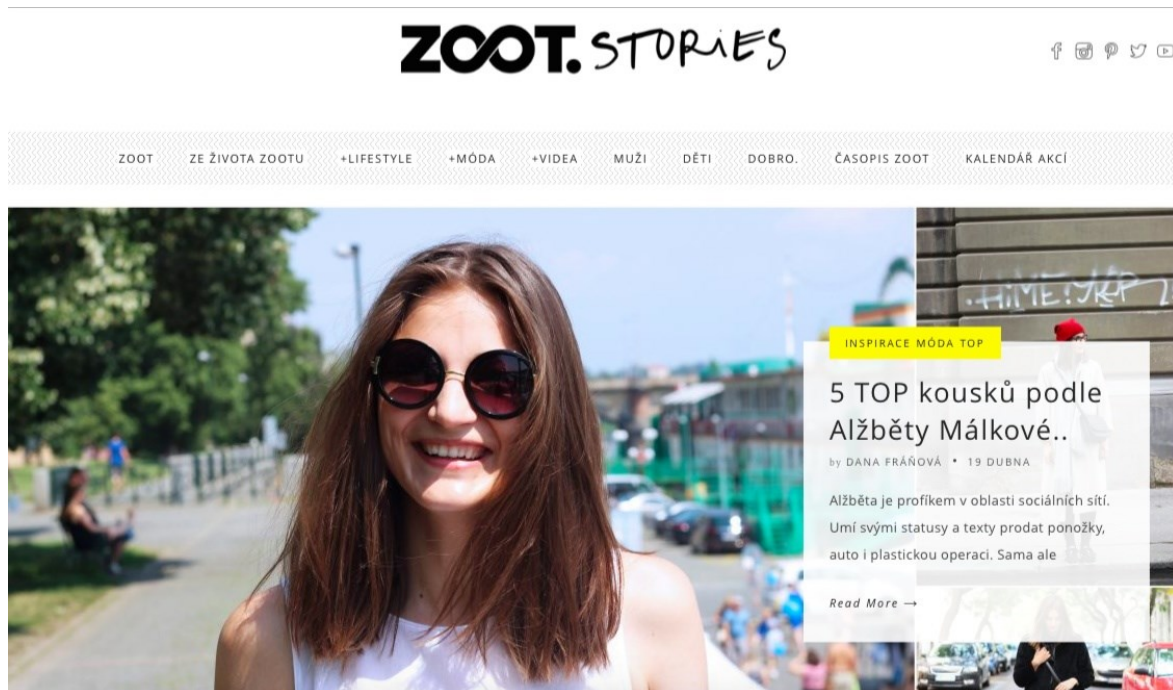 ZOOT. STORiES
ZOOT ZE ŽIVOTA ZOOTU +LIFESTYLE +MÓDA +VIDEA MUŽI DĚTI DOBRO. ČASOPIS ZOOT KALENDÁŘ AKCÍ
INSPIRACE MÓDA TOP
5 TOP kousků podle
Alžběty Málkové..
by DANA FRÁŇOVÁ • 19 DUBNA
Alžběta je profíkem v oblasti sociálních sítí.
Umí svými statusy a texty prodat ponožky,
auto i plastickou operaci. Sama ale
Read More →